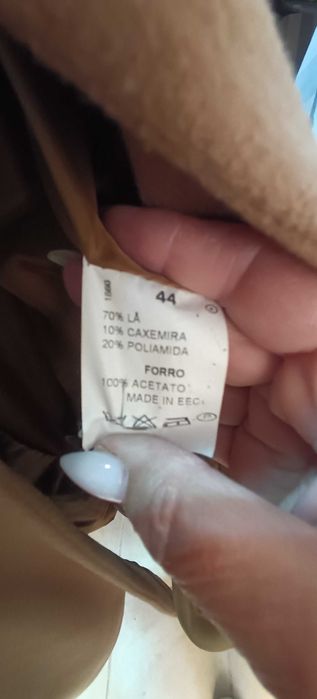 44
70% LÃ
10% CAXEMIRA
20% POLIAMIDA
FORRO
100% ACETATO
MADE IN EEC